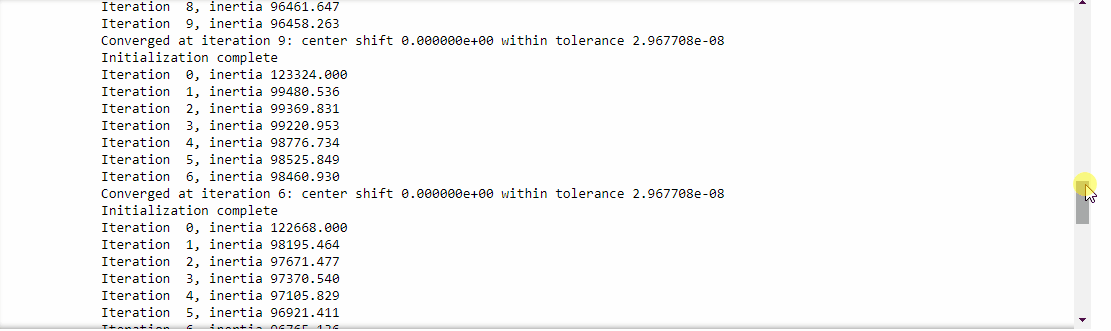 Iteration  8, inertia 96461.647
Iteration  9, inertia 96458.263
Converged at iteration 9: center shift 0.000000e+00 within tolerance 2.967708e-08
Initialization complete
Iteration  0, inertia 123324.000
Iteration  1, inertia 99480.536
Iteration  2, inertia 99369.831
Iteration  3, inertia 99220.953
Iteration  4, inertia 98776.734
Iteration  5, inertia 98525.849
Iteration  6, inertia 98460.930
Converged at iteration 6: center shift 0.000000e+00 within tolerance 2.967708e-08
Initialization complete
Iteration  0, inertia 122668.000
Iteration  1, inertia 98195.464
Iteration  2, inertia 97671.477
Iteration  3, inertia 97370.540
Iteration  4, inertia 97105.829
Iteration  5, inertia 96921.411
Iteration  6, inertia